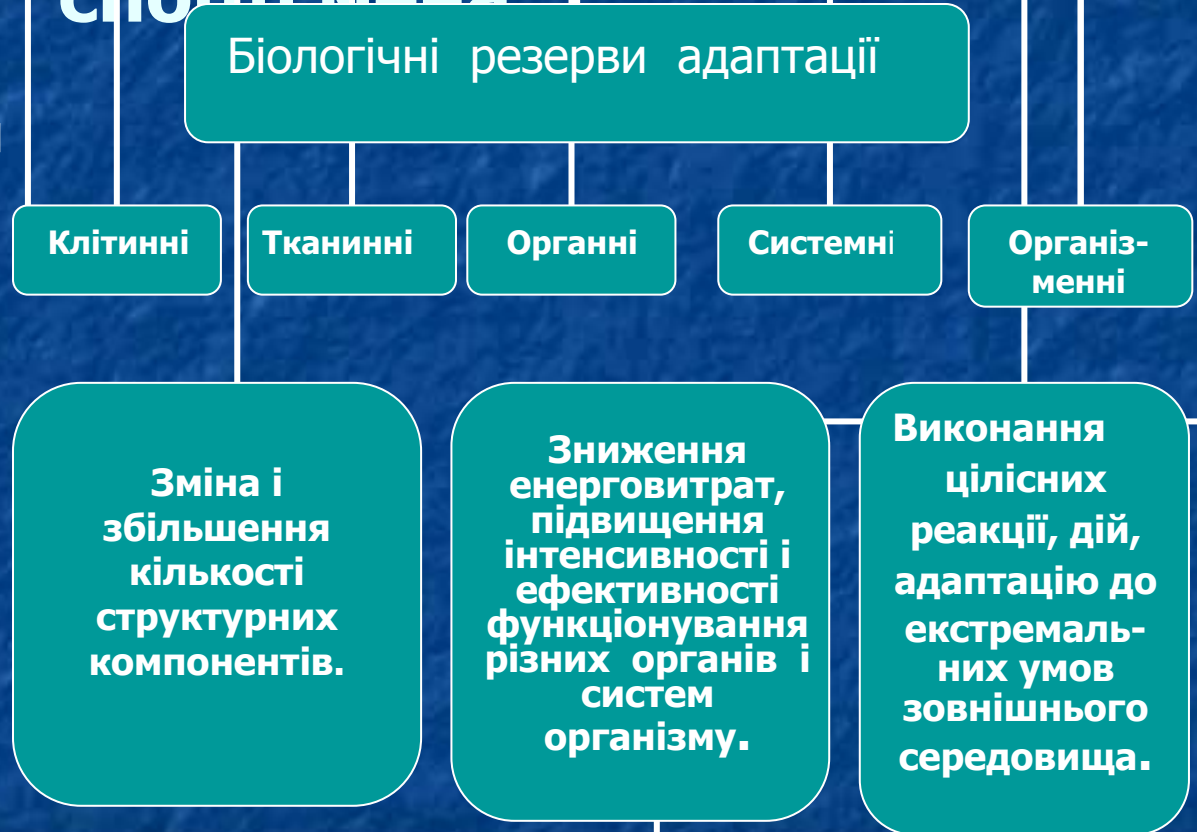 Біологічні резерви адаптації
Клітинні
Тканинні
Органні
Системні
Організ-
менні
Зміна і
збільшення
кількості
структурних
компонентів.
Зниження
енерговитрат,
підвищення
інтенсивності і
ефективності
функціонування
різних органів і
систем
організму.
Виконання
цілісних
реакції, дій,
адаптацію до
екстремаль-
них умов
зовнішнього
середовища.